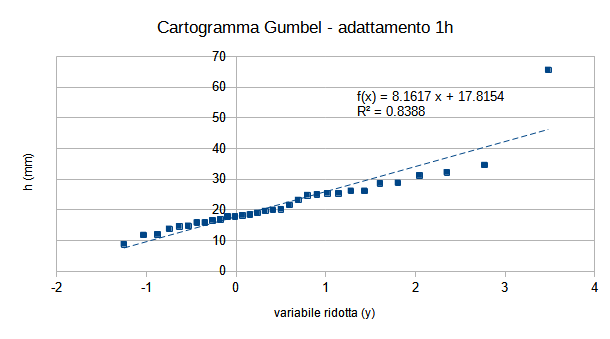 Cartogramma Gumbel - adattamento 1h
70
60
f(x) = 8.1617 x + 17.8154
R² = 0.8388
50
40
h (mm)
30
20
10
0
-2 -1 0 1 2 3 4
variabile ridotta (y)